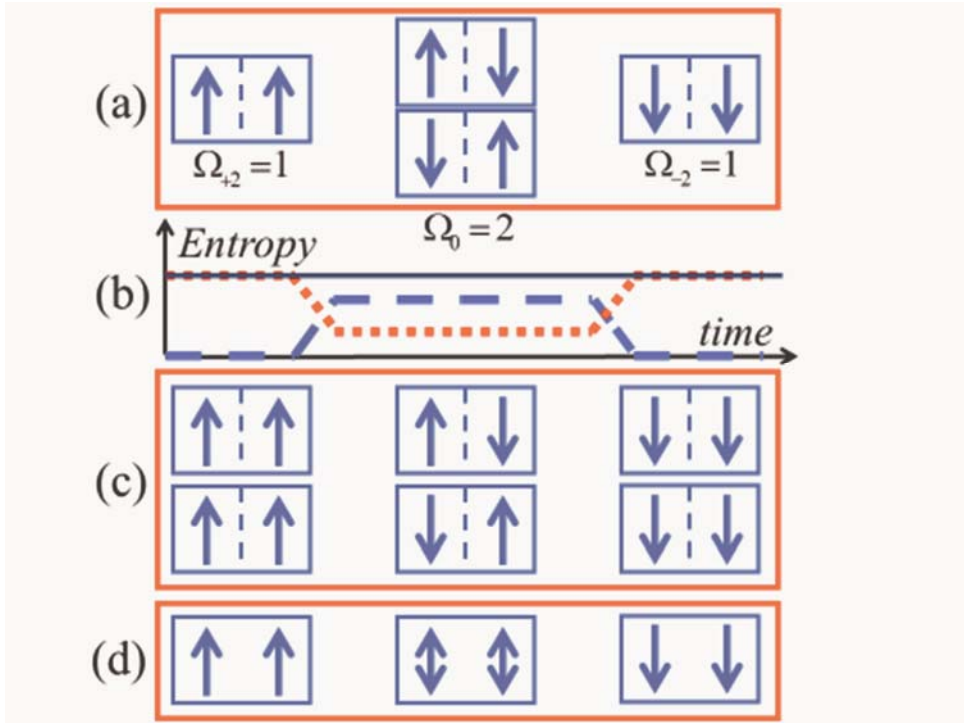 (a)
Ω₊₂ =1
Ω₀ = 2
Ω₋₂ =1
(b)
Entropy
time
(c)
(d)